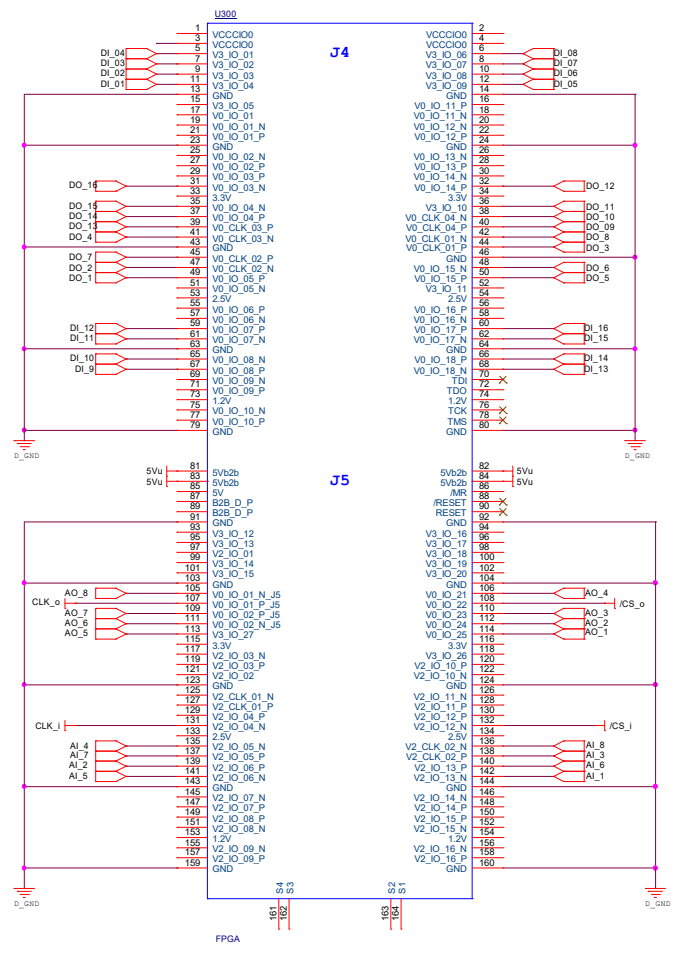 U300
J4
1 VCCCIO0 VCCCIO0 2
3 VCCCIO0 VCCCIO0 4
DI_04 5 V3_IO_01 V3_IO_06 6 DI_08
DI_03 7 V3_IO_02 V3_IO_07 8 DI_07
DI_02 9 V3_IO_03 V3_IO_08 10 DI_06
DI_01 11 V3_IO_04 V3_IO_09 12 DI_05
13 GND GND 14
15 V3_IO_05 V0_IO_11_P 16
17 V0_IO_01 V0_IO_11_N 18
19 V0_IO_01_N V0_IO_12_N 20
21 V0_IO_01_P V0_IO_12_P 22
23 GND GND 24
25 V0_IO_02_N V0_IO_13_N 26
27 V0_IO_02_P V0_IO_13_P 28
29 V0_IO_03_P V0_IO_14_N 30
DO_16 31 V0_IO_03_N V0_IO_14_P 32 DO_12
33 3.3V 3.3V 34
DO_15 35 V0_IO_04_N V3_IO_10 36 DO_11
DO_14 37 V0_IO_04_P V0_CLK_04_N 38 DO_10
DO_13 39 V0_CLK_03_P V0_CLK_04_P 40 DO_09
DO_4 41 V0_CLK_03_N V0_CLK_01_N 42 DO_8
43 GND V0_CLK_01_P 44 DO_3
DO_7 45 V0_CLK_02_P GND 46
DO_2 47 V0_CLK_02_N V0_IO_15_N 48 DO_6
DO_1 49 V0_IO_05_P V0_IO_15_P 50 DO_5
51 V0_IO_05_N V3_IO_11 52
53 2.5V 2.5V 54
55 V0_IO_06_P V0_IO_16_P 56
57 V0_IO_06_N V0_IO_16_N 58
DI_12 59 V0_IO_07_P V0_IO_17_P 60 DI_16
DI_11 61 V0_IO_07_N V0_IO_17_N 62 DI_15
63 GND GND 64
DI_10 65 V0_IO_08_N V0_IO_18_P 66 DI_14
DI_9 67 V0_IO_08_P V0_IO_18_N 68 DI_13
69 V0_IO_09_N TDI 70
71 V0_IO_09_P TDO 72
73 1.2V 1.2V 74
75 V0_IO_10_N TCK 76
77 V0_IO_10_P TMS 78
79 GND GND 80
D_GND D_GND
J5
5Vu 81 5Vb2b 5Vb2b 82 5Vu
5Vu 83 5Vb2b 5Vb2b 84 5Vu
85 5V /MR 86
87 B2B_D_P /RESET 88
89 B2B_D_P RESET 90
91 GND GND 92
93 V3_IO_12 V3_IO_16 94
95 V3_IO_13 V3_IO_17 96
97 V2_IO_01 V3_IO_18 98
99 V3_IO_14 V3_IO_19 100
101 V3_IO_15 V3_IO_20 102
103 GND GND 104
AO_8 105 V0_IO_01_N_J5 V0_IO_21 106 AO_4
CLK_o 107 V0_IO_01_P_J5 V0_IO_22 108 /CS_o
AO_7 109 V0_IO_02_P_J5 V0_IO_23 110 AO_3
AO_6 111 V0_IO_02_N_J5 V0_IO_24 112 AO_2
AO_5 113 V3_IO_27 V0_IO_25 114 AO_1
115 3.3V 3.3V 116
117 V2_IO_03_N V3_IO_26 118
119 V2_IO_03_P V2_IO_10_P 120
121 V2_IO_02 V2_IO_10_N 122
123 GND GND 124
125 V2_CLK_01_N V2_IO_11_N 126
127 V2_CLK_01_P V2_IO_11_P 128
129 V2_IO_04_P V2_IO_12_P 130
CLK_i 131 V2_IO_04_N V2_IO_12_N 132 /CS_i
133 2.5V 2.5V 134
AI_4 135 V2_IO_05_N V2_CLK_02_N 136 AI_8
AI_7 137 V2_IO_05_P V2_CLK_02_P 138 AI_3
AI_2 139 V2_IO_06_P V2_IO_13_P 140 AI_6
AI_5 141 V2_IO_06_N V2_IO_13_N 142 AI_1
143 GND GND 144
145 V2_IO_07_N V2_IO_14_N 146
147 V2_IO_07_P V2_IO_14_P 148
149 V2_IO_08_P V2_IO_15_P 150
151 V2_IO_08_N V2_IO_15_N 152
153 1.2V 1.2V 154
155 V2_IO_09_N V2_IO_16_N 156
157 V2_IO_09_P V2_IO_16_P 158
159 GND GND 160
D_GND D_GND
S4 S3 S2 S1
161 162 163 164
FPGA